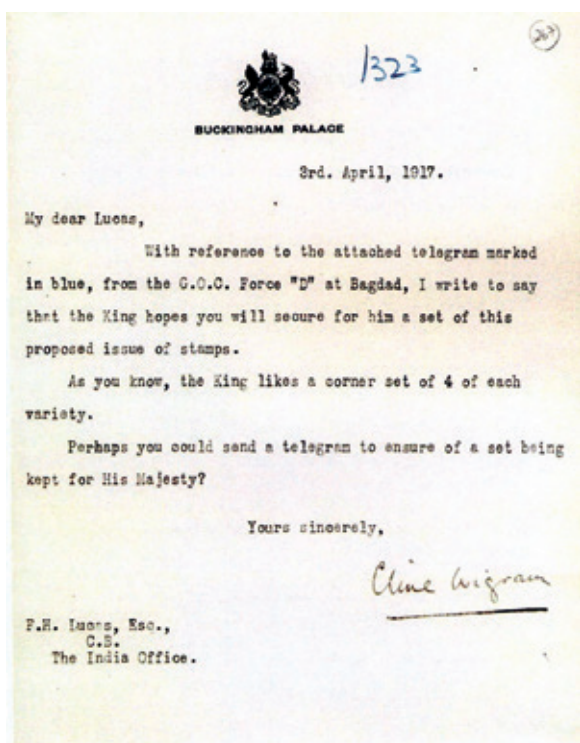 267
1323
BUCKINGHAM PALACE
3rd. April, 1917.
My dear Lucas,
With reference to the attached telegram marked
in blue, from the G.O.C. Force "D" at Bagdad, I write to say
that the King hopes you will secure for him a set of this
proposed issue of stamps.
As you know, the King likes a corner set of 4 of each
variety.
Perhaps you could send a telegram to ensure of a set being
kept for His Majesty?
Yours sincerely,
Clive Wigram
F.H. Lucas, Esq.,
C.B.
The India Office.